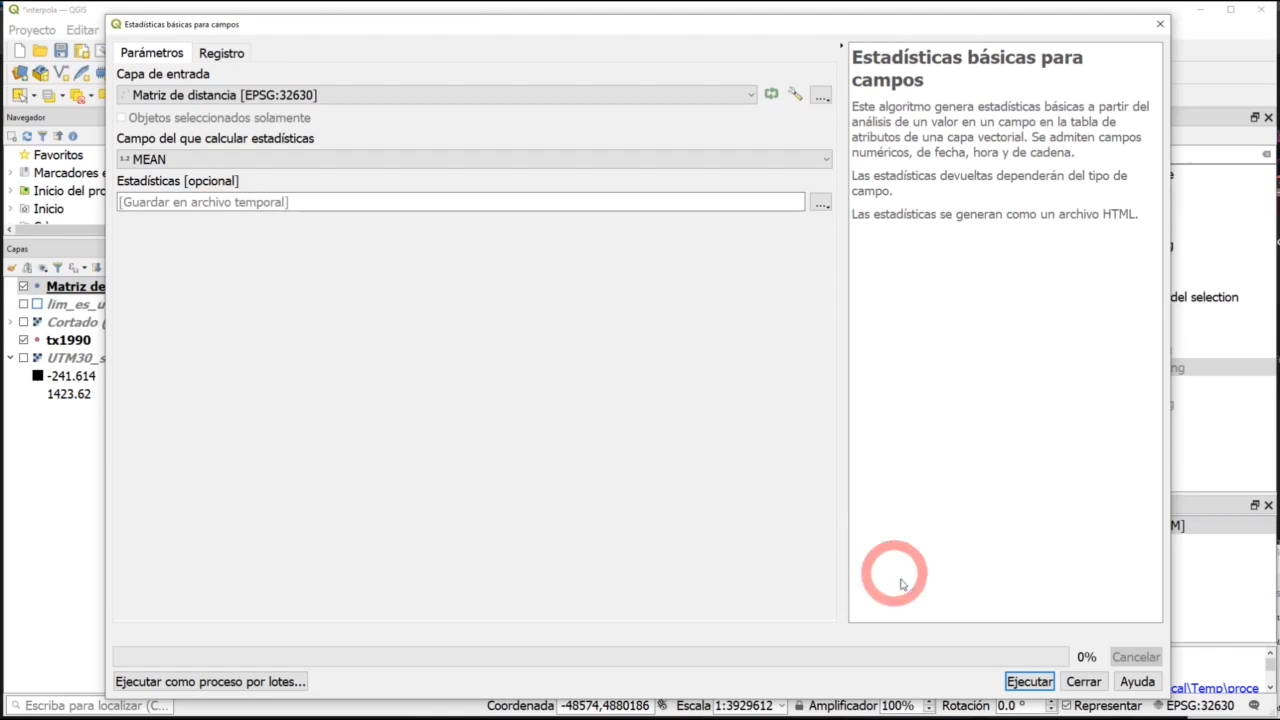 *interpola — QGIS
Proyecto Editar
Estadísticas básicas para campos
Parámetros Registro
Capa de entrada
Matriz de distancia [EPSG:32630]
Objetos seleccionados solamente
Campo del que calcular estadísticas
1.2 MEAN
Estadísticas [opcional]
[Guardar en archivo temporal]
...
Estadísticas básicas para
campos
Este algoritmo genera estadísticas básicas a partir del
análisis de un valor en un campo en la tabla de
atributos de una capa vectorial. Se admiten campos
numéricos, de fecha, hora y de cadena.
Las estadísticas devueltas dependerán del tipo de
campo.
Las estadísticas se generan como un archivo HTML.
Navegador
Favoritos
Marcadores e
Inicio del pro
Inicio
Capas
Matriz de
lim_es_u
Cortado (
tx1990
UTM30_s
-241.614
1423.62
del selection
ng
M]
cal\Temp\proce
0% Cancelar
Ejecutar como proceso por lotes... Ejecutar Cerrar Ayuda
Escriba para localizar (C... Coordenada -48574,4880186 Escala 1:3929612 Amplificador 100% Rotación 0.0 ° Representar EPSG:32630